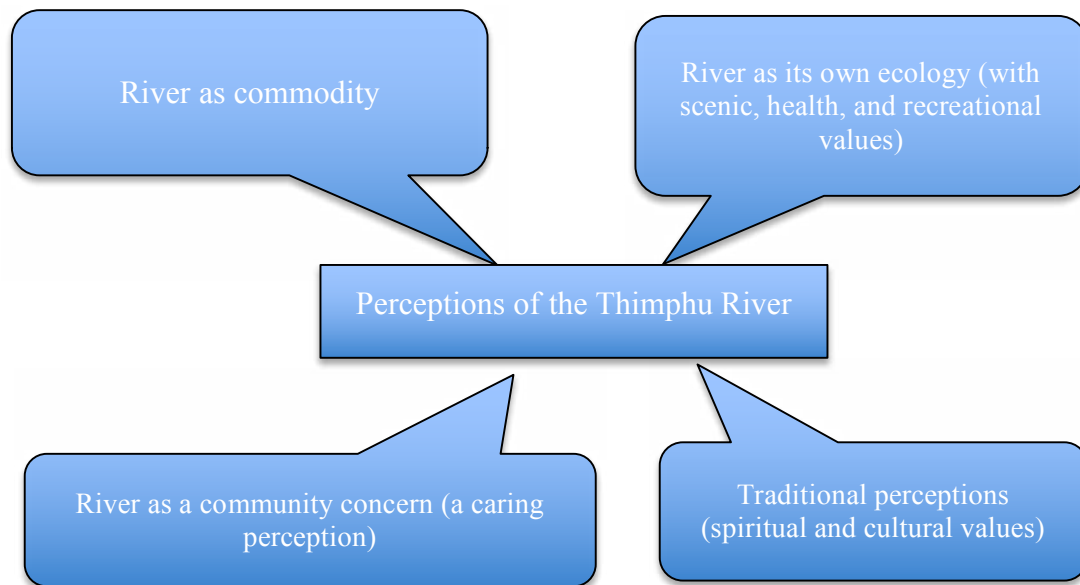 River as commodity
River as its own ecology (with
scenic, health, and recreational
values)
Perceptions of the Thimphu River
River as a community concern (a caring
perception)
Traditional perceptions
(spiritual and cultural values)